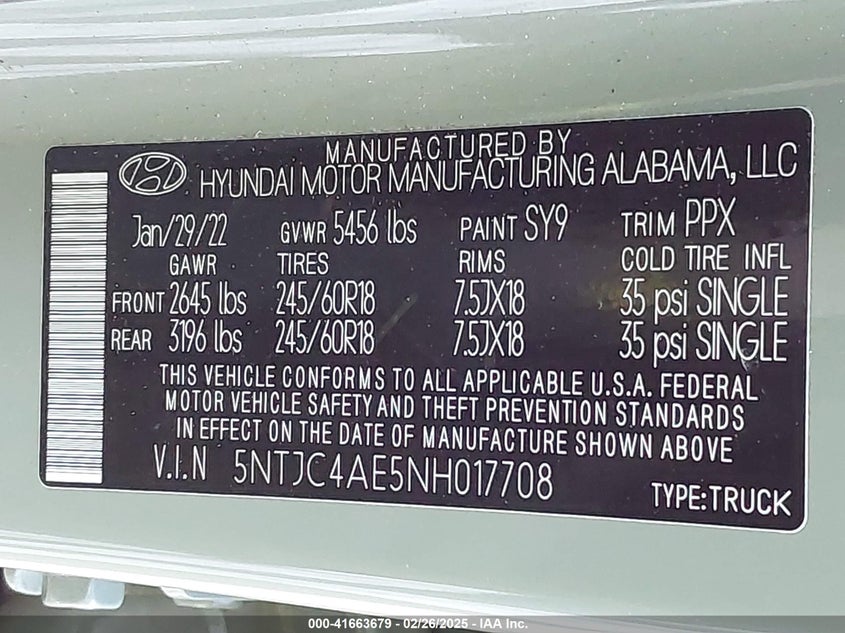 MANUFACTURED BY
HYUNDAI MOTOR MANUFACTURING ALABAMA, LLC
Jan/29/22 GVWR 5456 lbs PAINT SY9 TRIM PPX
GAWR TIRES RIMS COLD TIRE INFL
FRONT 2645 lbs 245/60R18 7.5JX18 35 psi SINGLE
REAR 3196 lbs 245/60R18 7.5JX18 35 psi SINGLE
THIS VEHICLE CONFORMS TO ALL APPLICABLE U.S.A. FEDERAL
MOTOR VEHICLE SAFETY AND THEFT PREVENTION STANDARDS
IN EFFECT ON THE DATE OF MANUFACTURE SHOWN ABOVE
V.I.N 5NTJC4AE5NH017708
TYPE:TRUCK
000-41663679 - 02/26/2025 - IAA Inc.